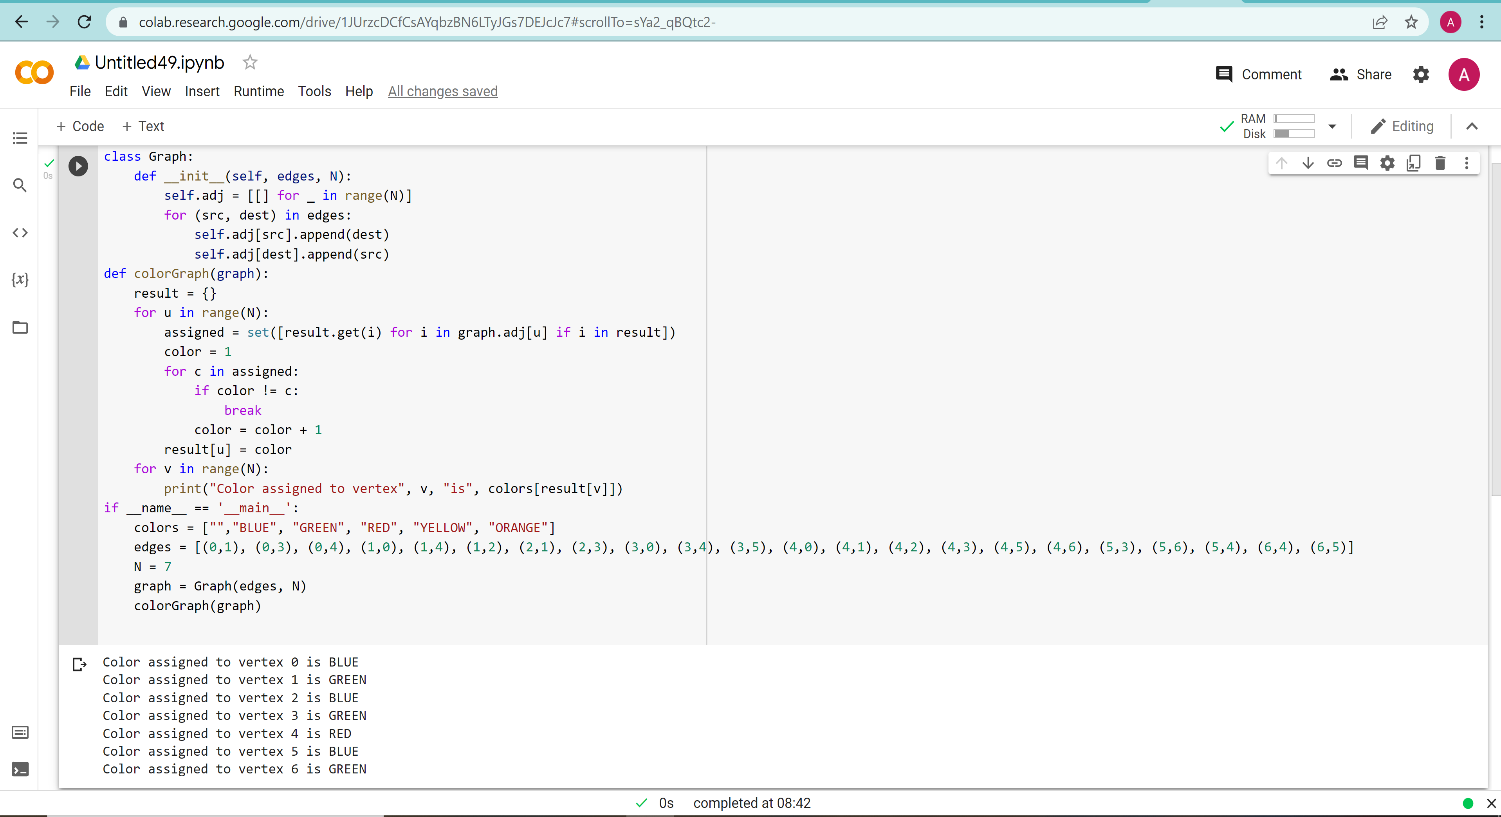 colab.research.google.com/drive/1JUrzcDCfCsAYqbzBN6LTyJGs7DEJcJc7#scrollTo=sYa2_qBQtc2-
A
CO
Untitled49.ipynb
Comment
Share
A
File Edit View Insert Runtime Tools Help All changes saved
+ Code + Text
RAM
Disk
Editing
0s
class Graph:
    def __init__(self, edges, N):
        self.adj = [[] for _ in range(N)]
        for (src, dest) in edges:
            self.adj[src].append(dest)
            self.adj[dest].append(src)
def colorGraph(graph):
    result = {}
    for u in range(N):
        assigned = set([result.get(i) for i in graph.adj[u] if i in result])
        color = 1
        for c in assigned:
            if color != c:
                break
            color = color + 1
        result[u] = color
    for v in range(N):
        print("Color assigned to vertex", v, "is", colors[result[v]])
if __name__ == '__main__':
    colors = ["","BLUE", "GREEN", "RED", "YELLOW", "ORANGE"]
    edges = [(0,1), (0,3), (0,4), (1,0), (1,4), (1,2), (2,1), (2,3), (3,0), (3,4), (3,5), (4,0), (4,1), (4,2), (4,3), (4,5), (4,6), (5,3), (5,6), (5,4), (6,4), (6,5)]
    N = 7
    graph = Graph(edges, N)
    colorGraph(graph)
Color assigned to vertex 0 is BLUE
Color assigned to vertex 1 is GREEN
Color assigned to vertex 2 is BLUE
Color assigned to vertex 3 is GREEN
Color assigned to vertex 4 is RED
Color assigned to vertex 5 is BLUE
Color assigned to vertex 6 is GREEN
0s completed at 08:42